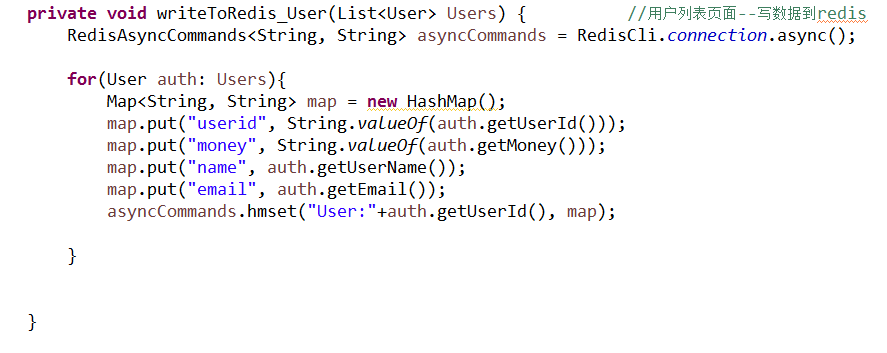 private void writeToRedis_User(List<User> Users) { //用户列表页面--写数据到redis
RedisAsyncCommands<String, String> asyncCommands = RedisCli.connection.async();
for(User auth: Users){
Map<String, String> map = new HashMap();
map.put("userid", String.valueOf(auth.getUserId()));
map.put("money", String.valueOf(auth.getMoney()));
map.put("name", auth.getUserName());
map.put("email", auth.getEmail());
asyncCommands.hmset("User:"+auth.getUserId(), map);
}
}